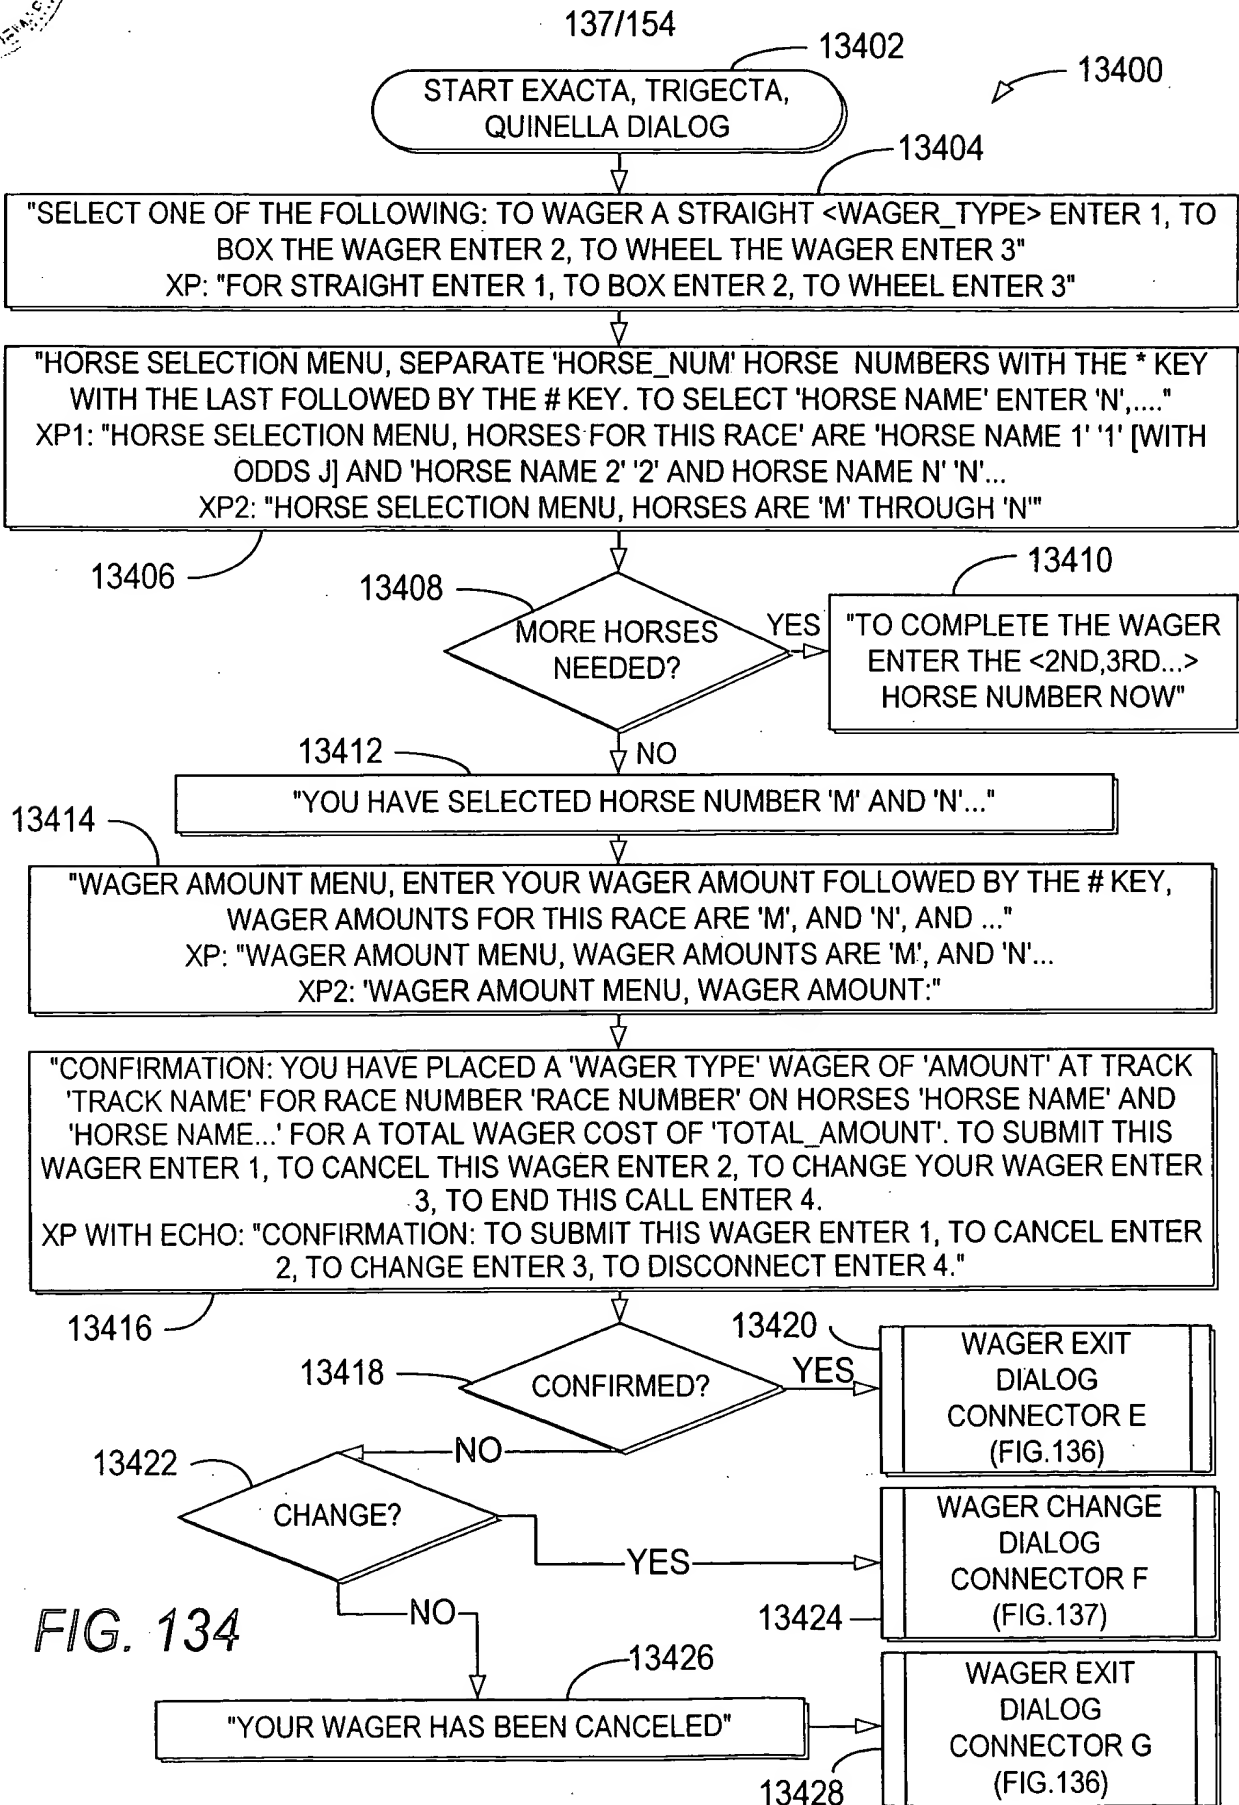 137/154
13402
13400
START EXACTA, TRIGECTA,
QUINELLA DIALOG
13404
"SELECT ONE OF THE FOLLOWING: TO WAGER A STRAIGHT <WAGER_TYPE> ENTER 1, TO
BOX THE WAGER ENTER 2, TO WHEEL THE WAGER ENTER 3"
XP: "FOR STRAIGHT ENTER 1, TO BOX ENTER 2, TO WHEEL ENTER 3"
"HORSE SELECTION MENU, SEPARATE 'HORSE_NUM' HORSE NUMBERS WITH THE * KEY
WITH THE LAST FOLLOWED BY THE # KEY. TO SELECT 'HORSE NAME' ENTER 'N',...."
XP1: "HORSE SELECTION MENU, HORSES FOR THIS RACE' ARE 'HORSE NAME 1' '1' [WITH
ODDS J] AND 'HORSE NAME 2' '2' AND HORSE NAME N' 'N'...
XP2: "HORSE SELECTION MENU, HORSES ARE 'M' THROUGH 'N'"
13406
13408
13410
MORE HORSES
NEEDED?
YES
"TO COMPLETE THE WAGER
ENTER THE <2ND,3RD...>
HORSE NUMBER NOW"
13412
NO
"YOU HAVE SELECTED HORSE NUMBER 'M' AND 'N'..."
13414
"WAGER AMOUNT MENU, ENTER YOUR WAGER AMOUNT FOLLOWED BY THE # KEY,
WAGER AMOUNTS FOR THIS RACE ARE 'M', AND 'N', AND ..."
XP: "WAGER AMOUNT MENU, WAGER AMOUNTS ARE 'M', AND 'N'...
XP2: 'WAGER AMOUNT MENU, WAGER AMOUNT:"
"CONFIRMATION: YOU HAVE PLACED A 'WAGER TYPE' WAGER OF 'AMOUNT' AT TRACK
'TRACK NAME' FOR RACE NUMBER 'RACE NUMBER' ON HORSES 'HORSE NAME' AND
'HORSE NAME...' FOR A TOTAL WAGER COST OF 'TOTAL_AMOUNT'. TO SUBMIT THIS
WAGER ENTER 1, TO CANCEL THIS WAGER ENTER 2, TO CHANGE YOUR WAGER ENTER
3, TO END THIS CALL ENTER 4.
XP WITH ECHO: "CONFIRMATION: TO SUBMIT THIS WAGER ENTER 1, TO CANCEL ENTER
2, TO CHANGE ENTER 3, TO DISCONNECT ENTER 4."
13416
13418
CONFIRMED?
YES
13420
WAGER EXIT
DIALOG
CONNECTOR E
(FIG.136)
NO
13422
CHANGE?
YES
WAGER CHANGE
DIALOG
CONNECTOR F
(FIG.137)
13424
NO
FIG. 134
13426
"YOUR WAGER HAS BEEN CANCELED"
WAGER EXIT
DIALOG
CONNECTOR G
(FIG.136)
13428